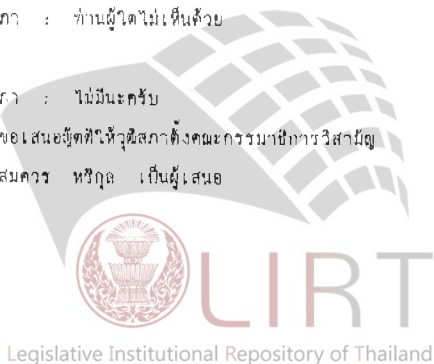 ภา : ท่านผู้ใดไม่เห็นด้วย
ภา : ไม่มีนะครับ
ขอเสนอญัตติให้วุฒิสภาตั้งคณะกรรมาธิการวิสามัญ
สมควร หริกุล เป็นผู้เสนอ
LIRT
Legislative Institutional Repository of Thailand